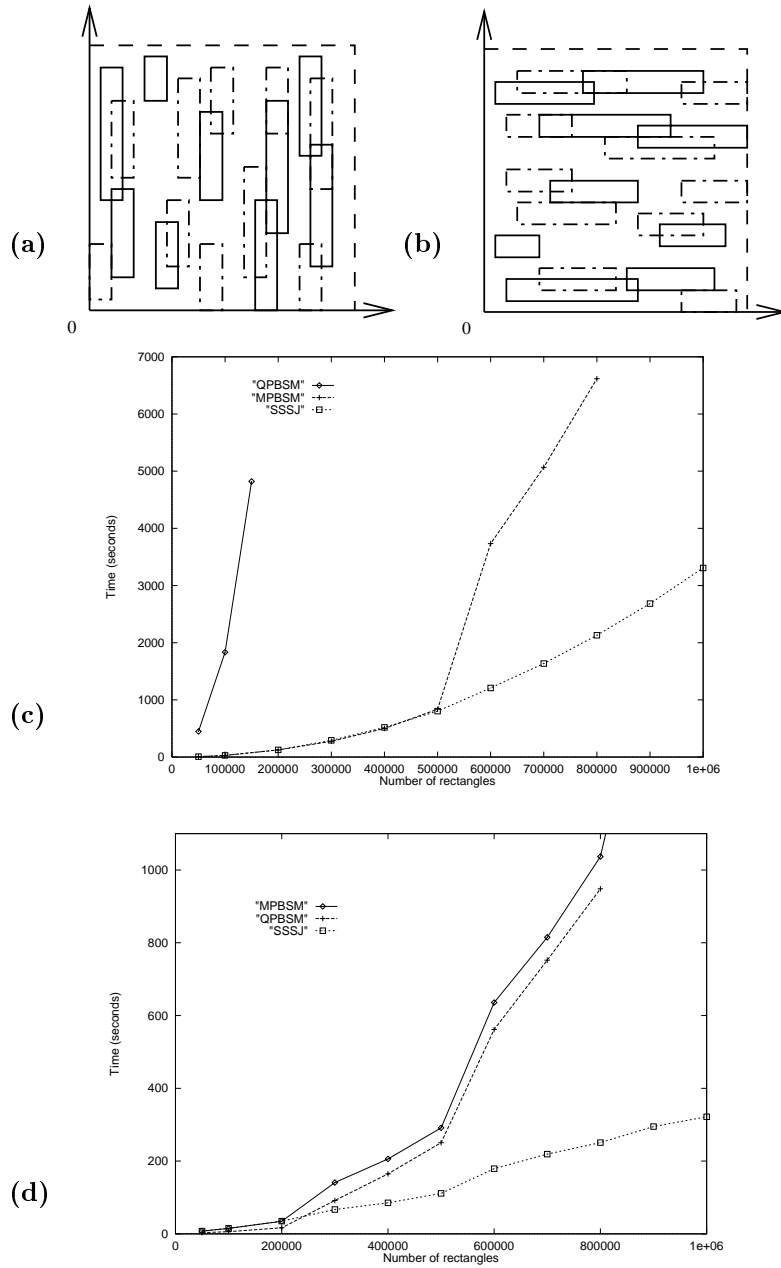 (a)
0
(b)
0
7000
6000
5000
4000
3000
2000
1000
0
Time (seconds)
"QPBSM"
"MPBSM"
"SSSJ"
0 100000 200000 300000 400000 500000 600000 700000 800000 900000 1e+06
Number of rectangles
(c)
1000
800
600
400
200
0
Time (seconds)
"MPBSM"
"QPBSM"
"SSSJ"
0 200000 400000 600000 800000 1e+06
Number of rectangles
(d)